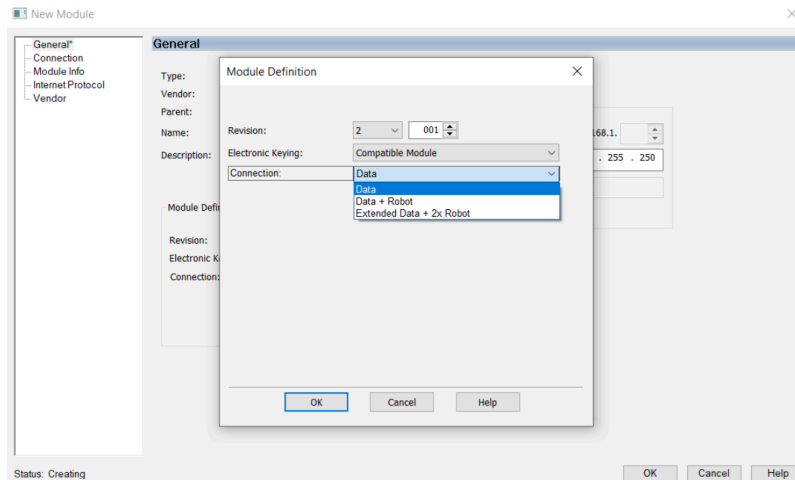 New Module
General*
Connection
Module Info
Internet Protocol
Vendor
General
Type:
Vendor:
Parent:
Name:
Description:
.168.1.
. 255 . 250
Module Defi
Revision:
Electronic K
Connection:
Module Definition
Revision: 2 001
Electronic Keying: Compatible Module
Connection: Data
Data
Data + Robot
Extended Data + 2x Robot
OK Cancel Help
Status: Creating OK Cancel Help